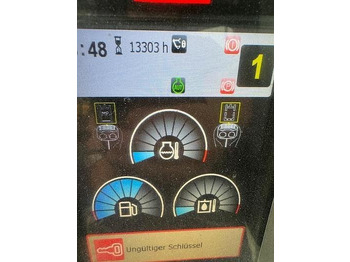 :48 13303 h
1
Ungültiger Schlüssel